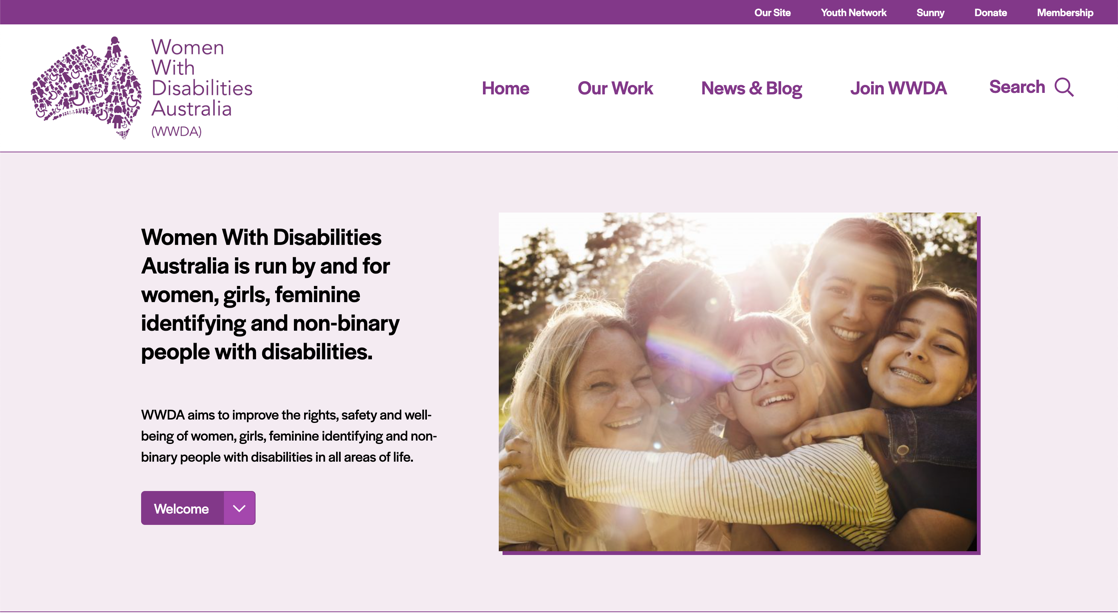 Our Site
Youth Network
Sunny
Donate
Membership
Women
With
Disabilities
Australia
(WWDA)
Home
Our Work
News & Blog
Join WWDA
Search
Women With Disabilities
Australia is run by and for
women, girls, feminine
identifying and non-binary
people with disabilities.
WWDA aims to improve the rights, safety and well-
being of women, girls, feminine identifying and non-
binary people with disabilities in all areas of life.
Welcome